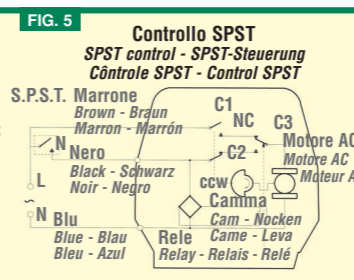 FIG. 5
Controllo SPST
SPST control - SPST-Steuerung
Côntrole SPST - Control SPST
S.P.S.T. Marrone
Brown - Braun
Marron - Marrón
C1
NC
C3
N
Nero
Black - Schwarz
Noir - Negro
C2
Motore AC
Motore AC
Moteur A
L
ccw
~
N Blu
Blue - Blau
Bleu - Azul
Camma
Cam - Nocken
Came - Leva
Rele
Relay - Relais - Relé